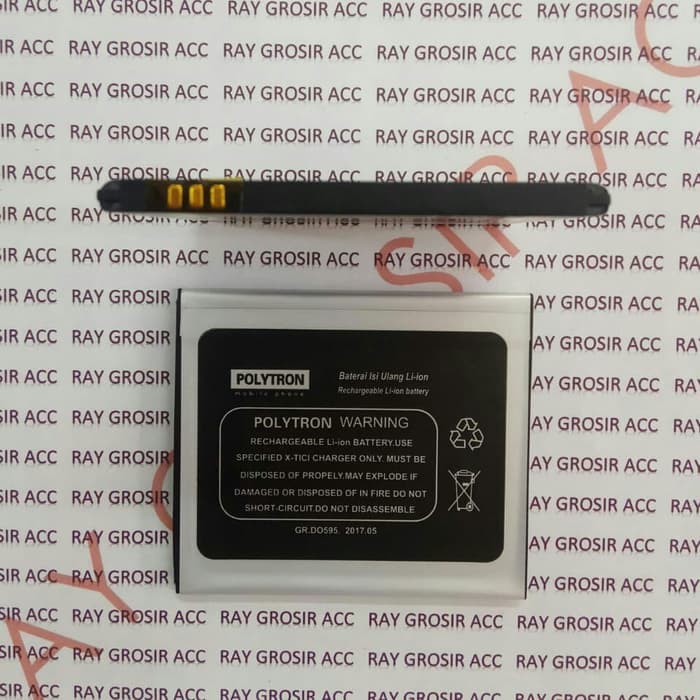 RAY GROSIR ACC
POLYTRON
mobile phone
Baterai Isi Ulang Li-ion
Rechargeable Li-ion battery
POLYTRON WARNING
RECHARGEABLE Li-ion BATTERY.USE
SPECIFIED X-TICI CHARGER ONLY. MUST BE
DISPOSED OF PROPELY.MAY EXPLODE IF
DAMAGED OR DISPOSED OF IN FIRE DO NOT
SHORT-CIRCUIT.DO NOT DISASSEMBLE
GR.DO595. 2017.05